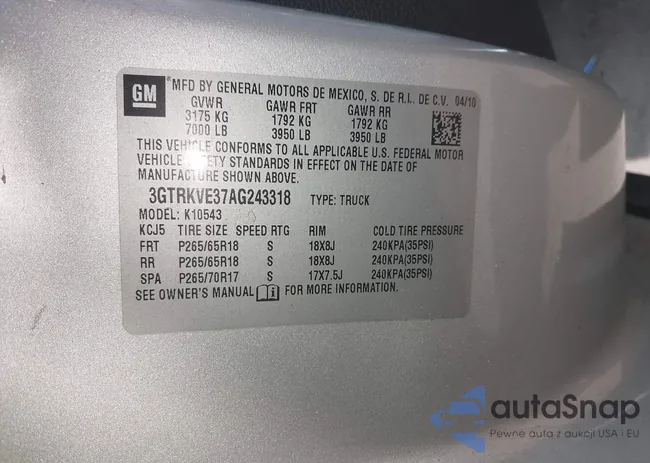 GM
MFD BY GENERAL MOTORS DE MEXICO, S. DE R.L. DE C.V. 04/10
GVWR GAWR FRT GAWR RR
3175 KG 1792 KG 1792 KG
7000 LB 3950 LB 3950 LB
THIS VEHICLE CONFORMS TO ALL APPLICABLE U.S. FEDERAL MOTOR
VEHICLE SAFETY STANDARDS IN EFFECT ON THE DATE OF
MANUFACTURE SHOWN ABOVE.
3GTRKVE37AG243318 TYPE: TRUCK
MODEL: K10543
KCJ5 TIRE SIZE SPEED RTG RIM COLD TIRE PRESSURE
FRT P265/65R18 S 18X8J 240KPA(35PSI)
RR P265/65R18 S 18X8J 240KPA(35PSI)
SPA P265/70R17 S 17X7.5J 240KPA(35PSI)
SEE OWNER'S MANUAL FOR MORE INFORMATION.
autaSnap
Pewne auta z aukcji USA i EU